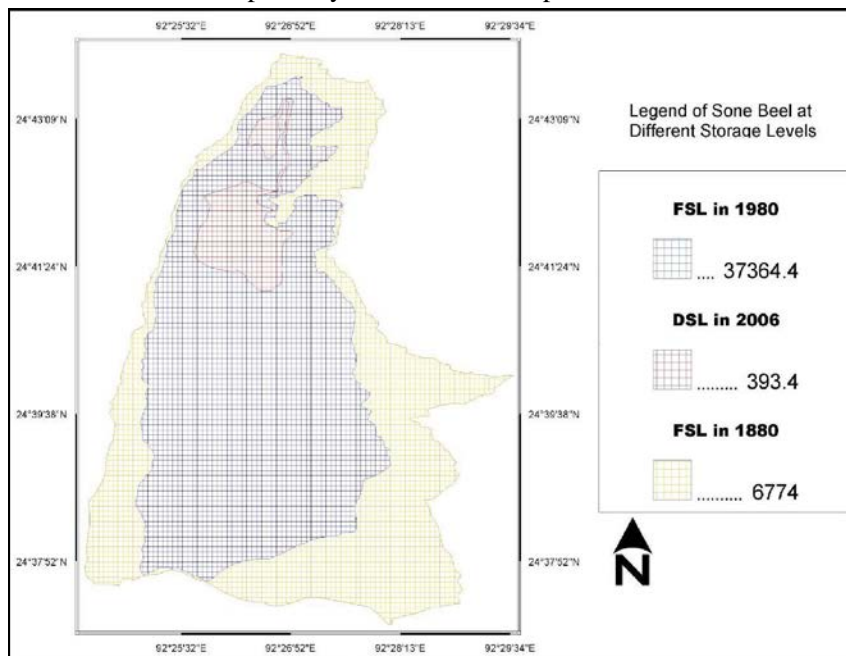 92°25'32"E 92°26'52"E 92°28'13"E 92°29'34"E
24°43'09"N 24°43'09"N
24°41'24"N 24°41'24"N
24°39'38"N 24°39'38"N
24°37'52"N 24°37'52"N
92°25'32"E 92°26'52"E 92°28'13"E 92°29'34"E
Legend of Sone Beel at
Different Storage Levels
FSL in 1980
.... 37364.4
DSL in 2006
......... 393.4
FSL in 1880
.......... 6774
N